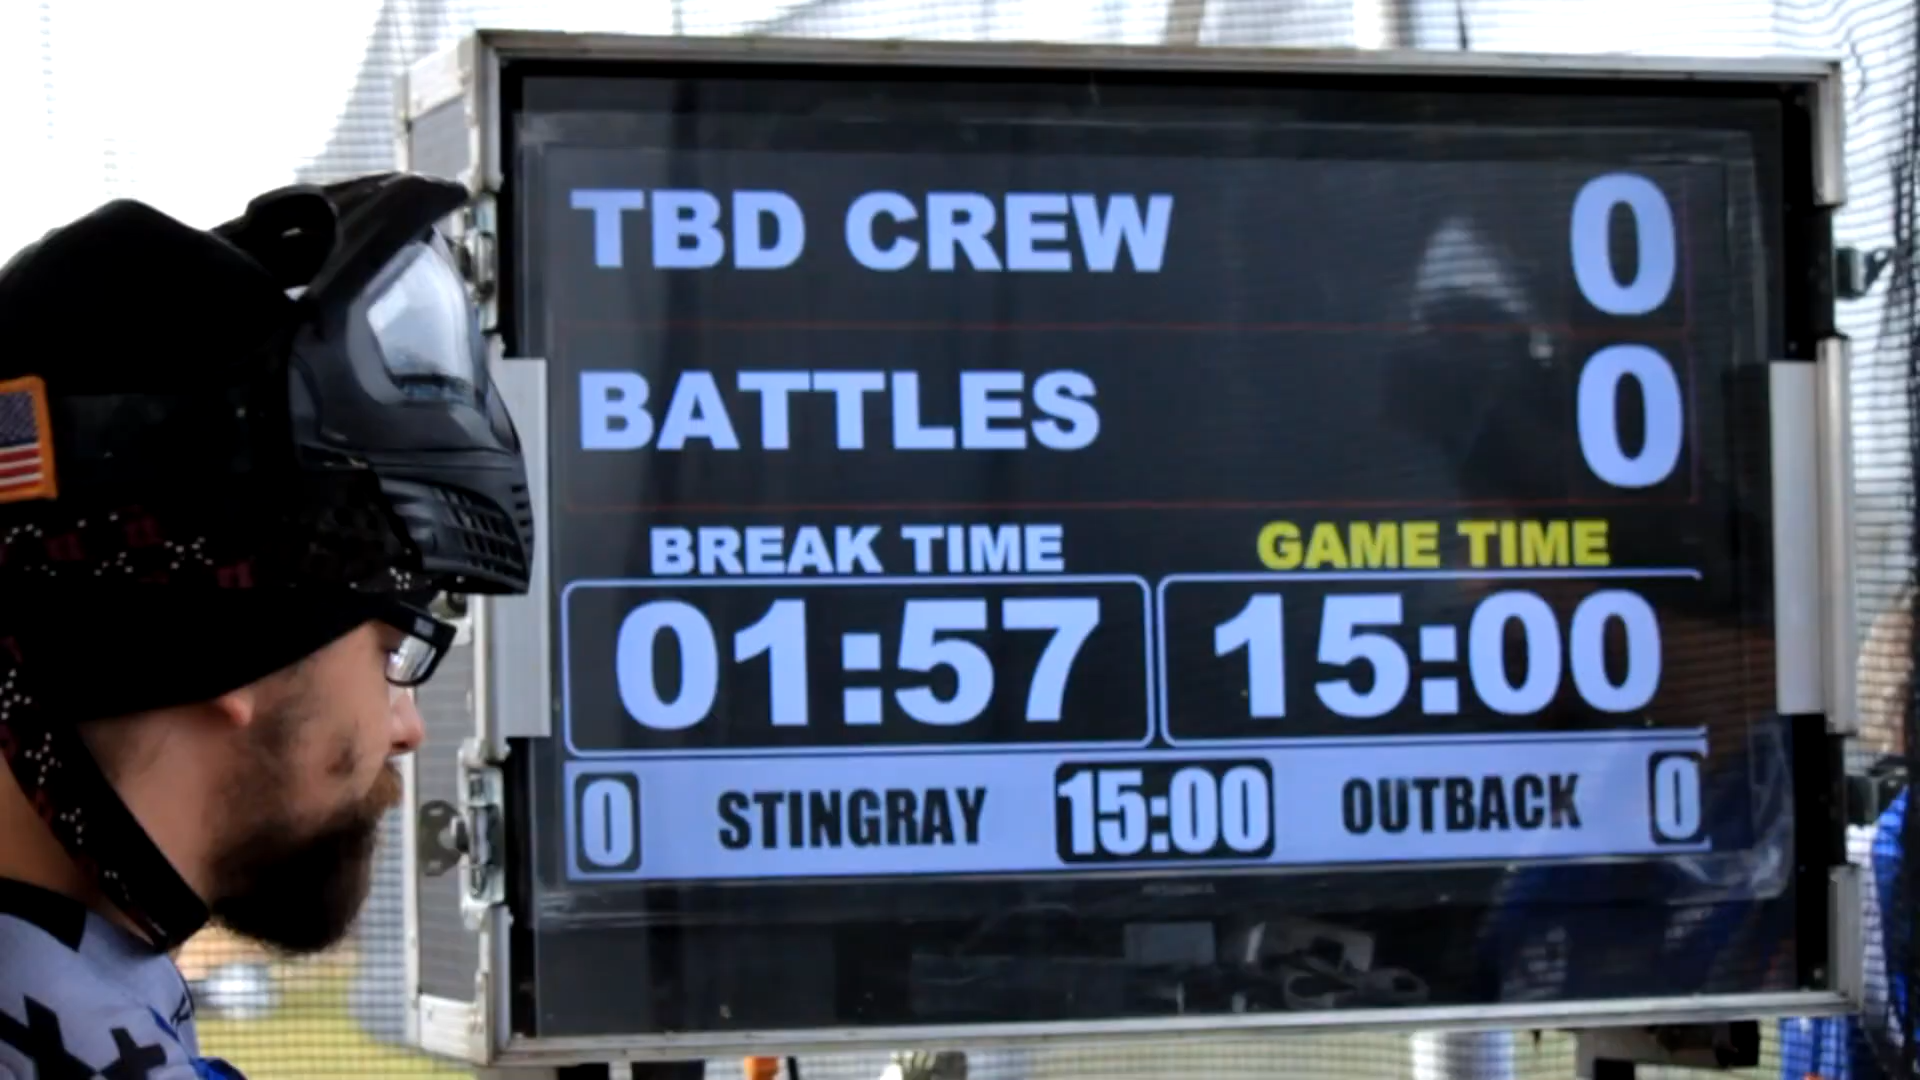 TBD CREW 0
BATTLES 0
BREAK TIME GAME TIME
01:57 15:00
0 STINGRAY 15:00 OUTBACK 0